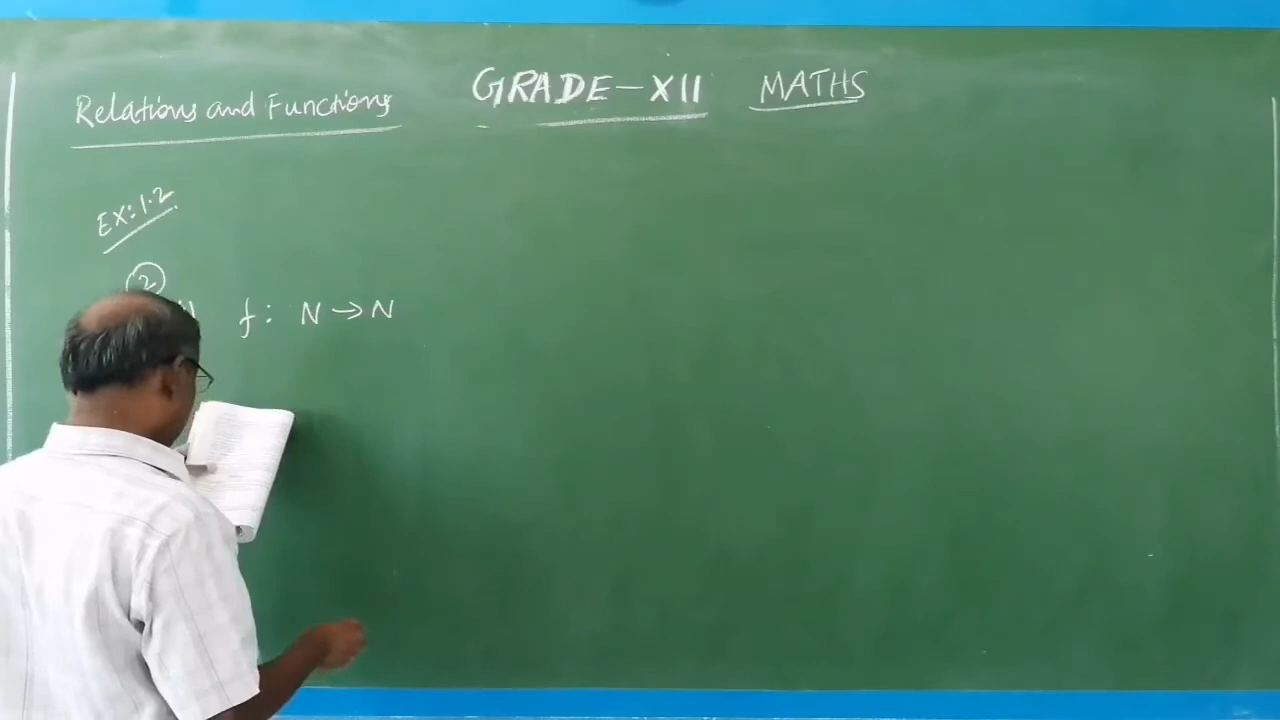 GRADE-XII MATHS
Relations and Functions
EX: 1.2
2
f: N → N